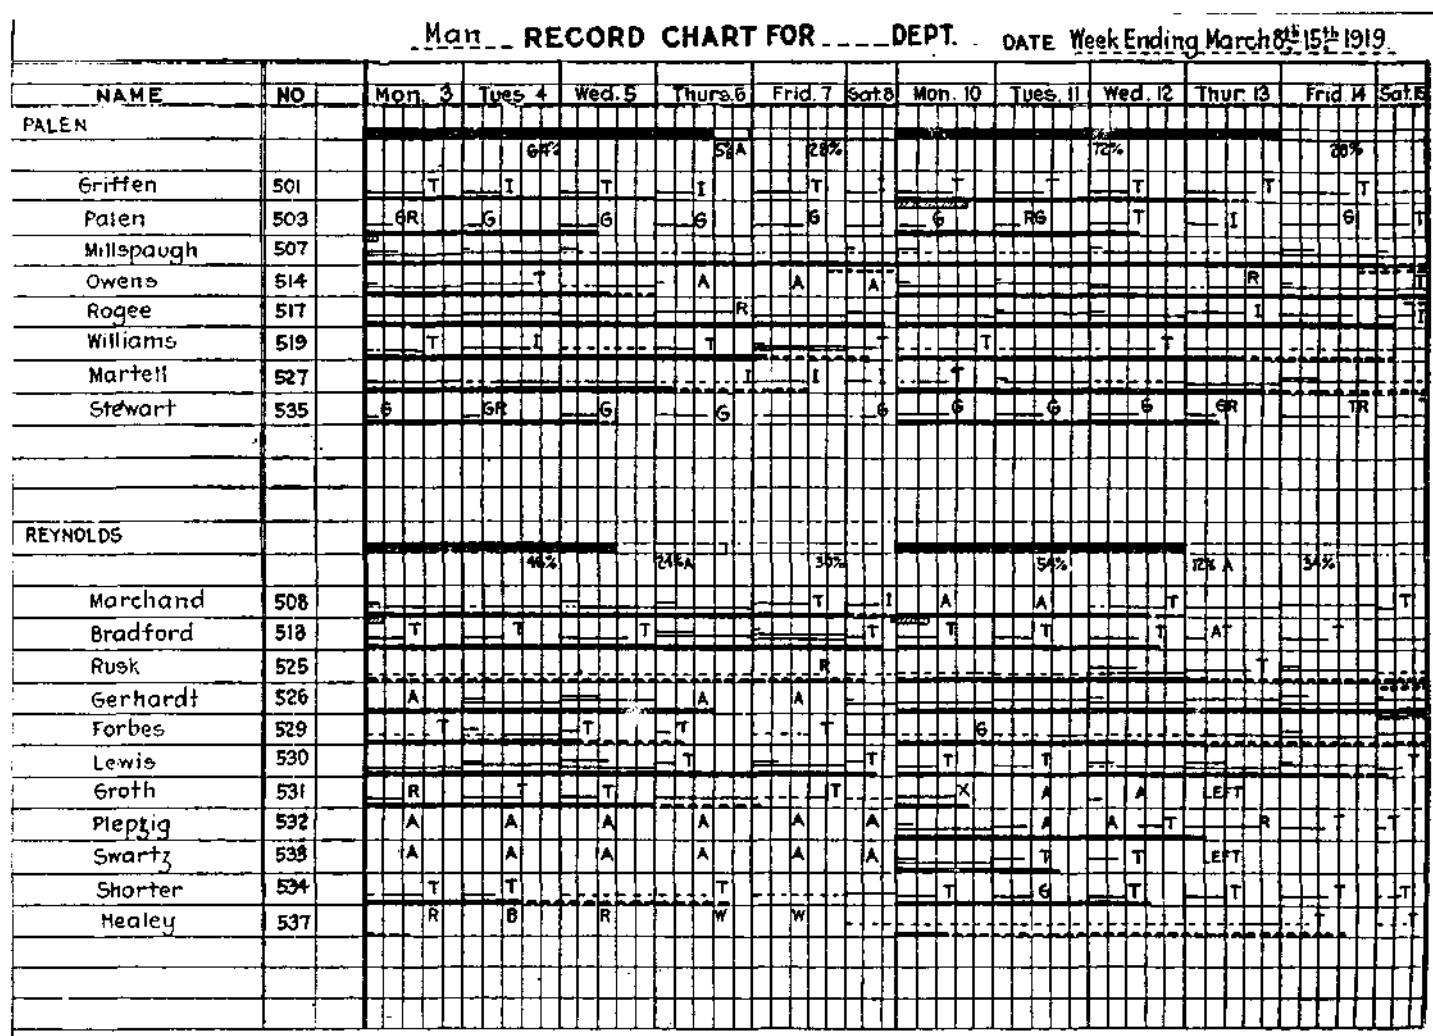 Man RECORD CHART FOR DEPT. DATE Week Ending March 8th 15th 1919
NAME NO Mon. 3 Tues. 4 Wed. 5 Thurs. 6 Frid. 7 Sat. 8 Mon. 10 Tues. 11 Wed. 12 Thur. 13 Frid. 14 Sat. 15
PALEN
64% A 28% 72% 28%
Griffen 501 T I T I T I T T T T T
Palen 503 GR G G G G G RG T I G T
Millspaugh 507
Owens 514 T A A A R T
Rogee 517 R I I
Williams 519 T I T T T T
Martell 527 I I T
Stewart 535 G GR G G G G G G GR TR
REYNOLDS
46% 24% A 30% 54% 12% A 34%
Marchand 508 T I A A T T
Bradford 518 T T T T T T T AT T
Rusk 525 R T
Gerhardt 526 A A A
Forbes 529 T T T T G
Lewis 530 T T T T T
Groth 531 R T T T X A A LEFT
Plepzig 532 A A A A A A A A T R T T
Swartz 533 A A A A A A T T LEFT
Shorter 534 T T T T G T T T T
Healey 537 R B R W W T T